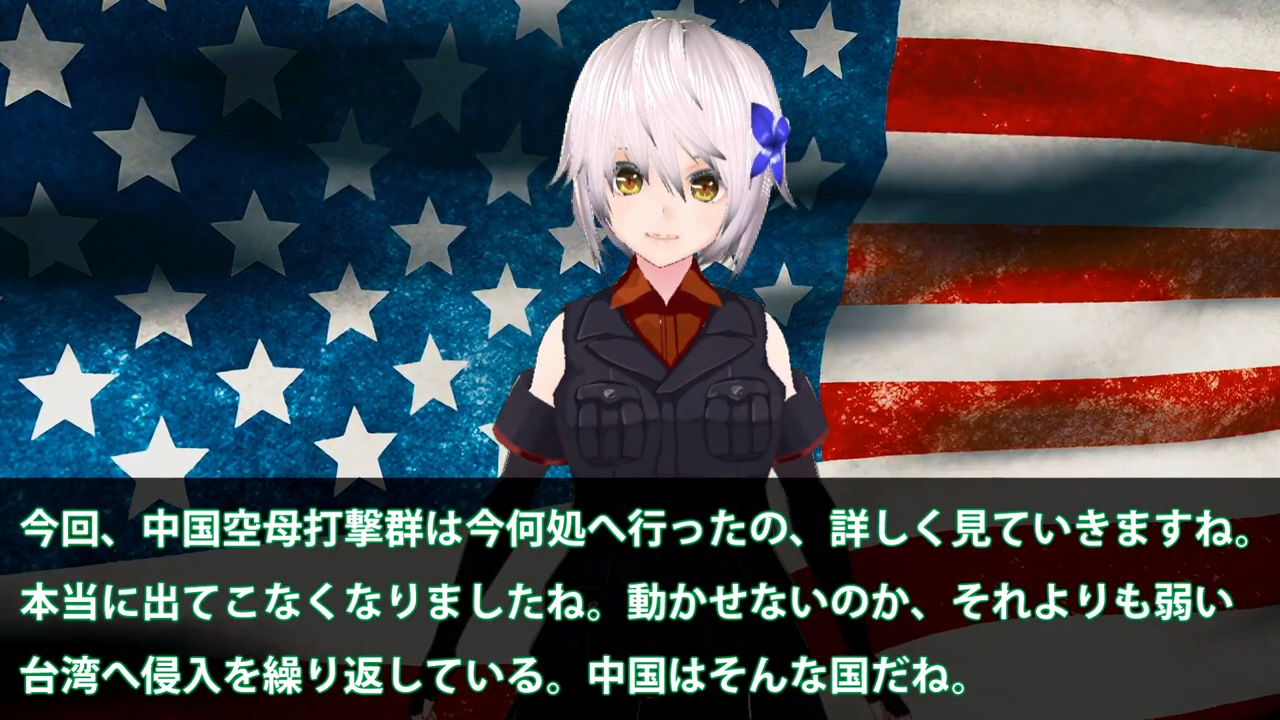 今回、中国空母打撃群は今何処へ行ったの、詳しく見ていきますね。
本当に出てこなくなりましたね。動かせないのか、それよりも弱い
台湾へ侵入を繰り返している。中国はそんな国だね。